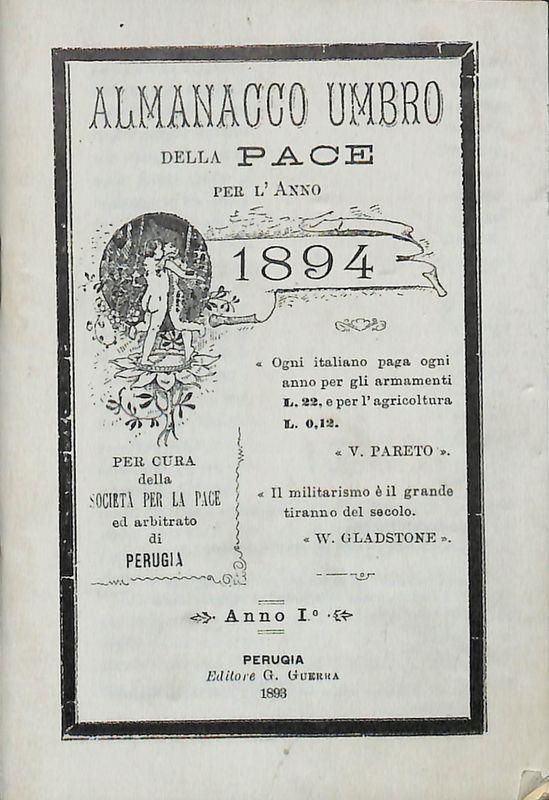 ALMANACCO UMBRO
DELLA PACE
PER L'ANNO
1894
« Ogni italiano paga ogni
anno per gli armamenti
L. 22, e per l'agricoltura
L. 0,12.
« V. PARETO ».
« Il militarismo è il grande
tiranno del secolo.
« W. GLADSTONE ».
PER CURA
della
SOCIETÀ PER LA PACE
ed arbitrato
di
PERUGIA
Anno I.º
PERUGIA
Editore G. GUERRA
1893